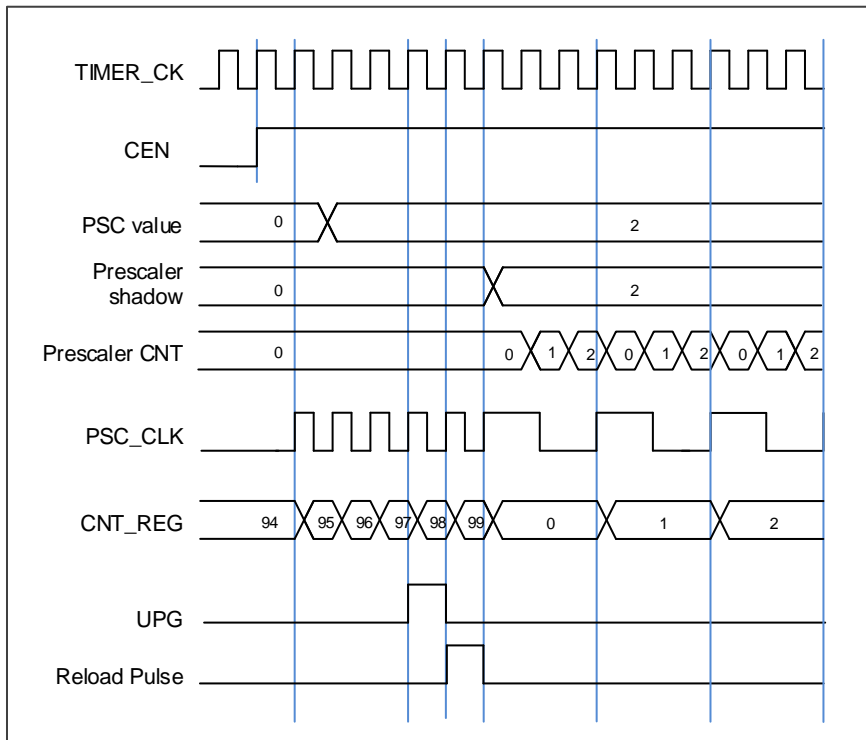 TIMER_CK
CEN
PSC value 0 2
Prescaler
shadow 0 2
Prescaler CNT 0 0 1 2 0 1 2 0 1 2
PSC_CLK
CNT_REG 94 95 96 97 98 99 0 1 2
UPG
Reload Pulse